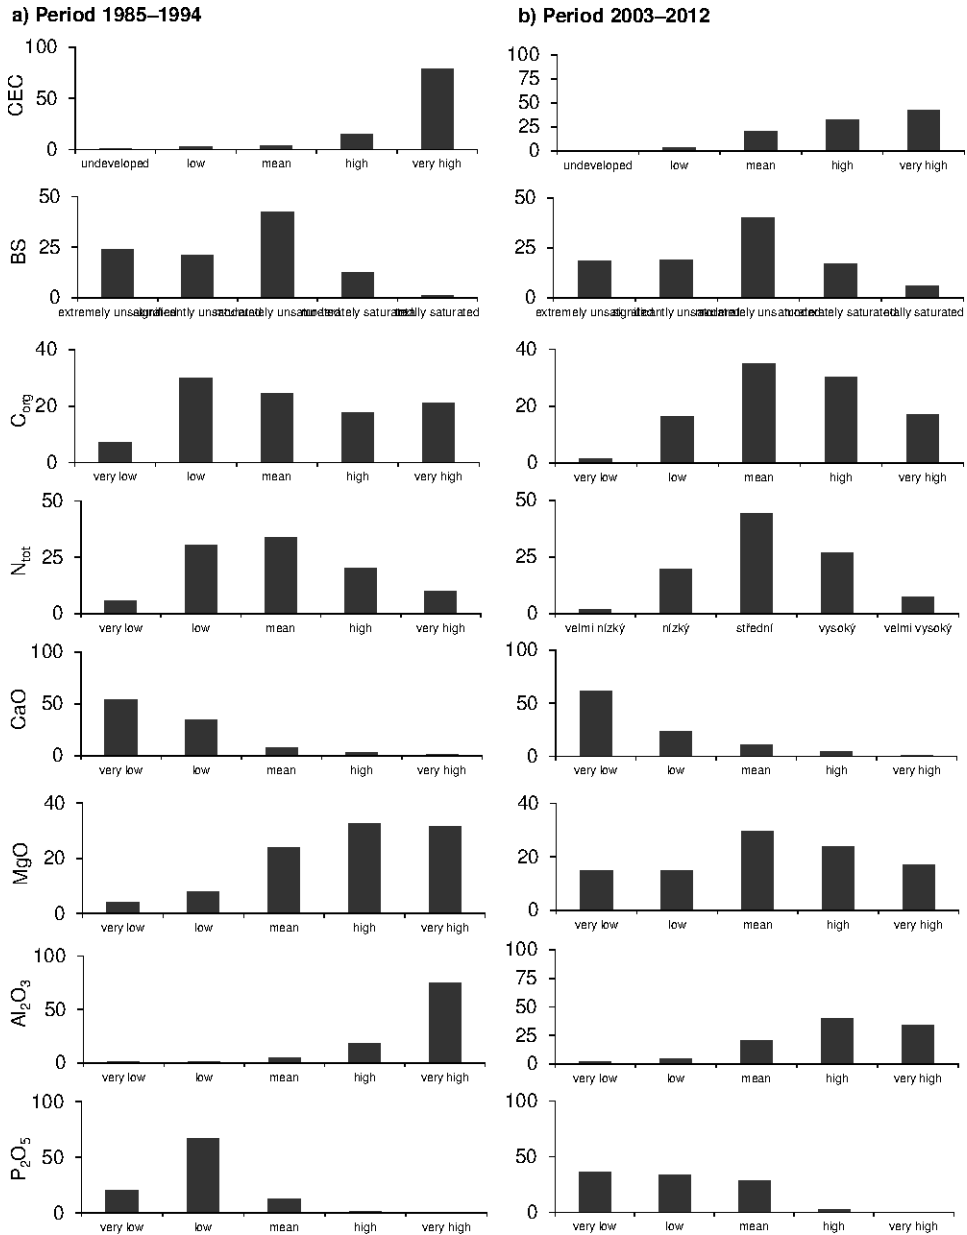 a) Period 1985–1994
b) Period 2003–2012
CEC
100
50
0
undeveloped low mean high very high
100
75
50
25
0
undeveloped low mean high very high
BS
50
25
0
totally saturated
50
25
0
C org
40
20
0
very low low mean high very high
40
20
0
very low low mean high very high
N tot
50
25
0
very low low mean high very high
50
25
0
velmi nízký nízký střední vysoký velmi vysoký
CaO
100
50
0
very low low mean high very high
100
50
0
very low low mean high very high
MgO
40
20
0
very low low mean high very high
40
20
0
very low low mean high very high
Al2O3
100
50
0
very low low mean high very high
100
75
50
25
0
very low low mean high very high
P2O5
100
50
0
very low low mean high very high
100
50
0
very low low mean high very high